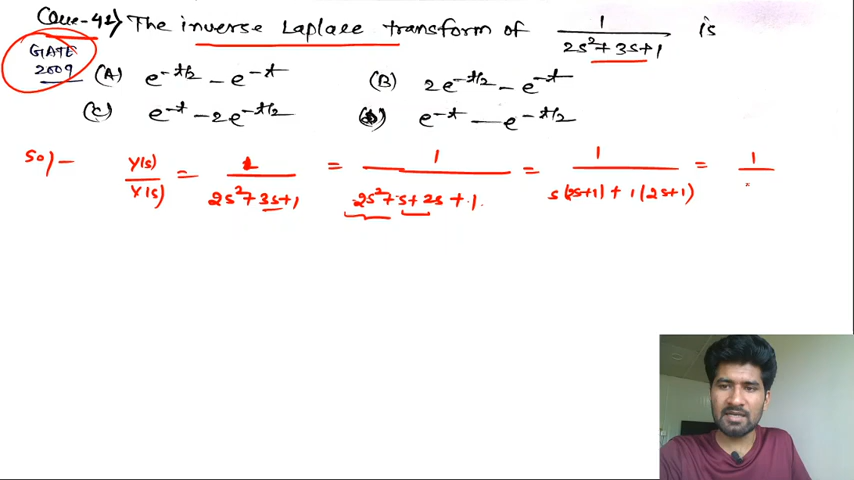 Que-41) The inverse Laplace transform of 1/(2s²+3s+1) is
GATE 2009
(A) e^(-t/2) - e^(-t) (B) 2e^(-t/2) - e^(-t)
(C) e^(-t) - 2e^(-t/2) (D) e^(-t) - e^(-t/2)
Sol- Y(s)/X(s) = 1/(2s²+3s+1) = 1/(2s²+s+2s+1) = 1/(s(2s+1)+1(2s+1)) = 1/